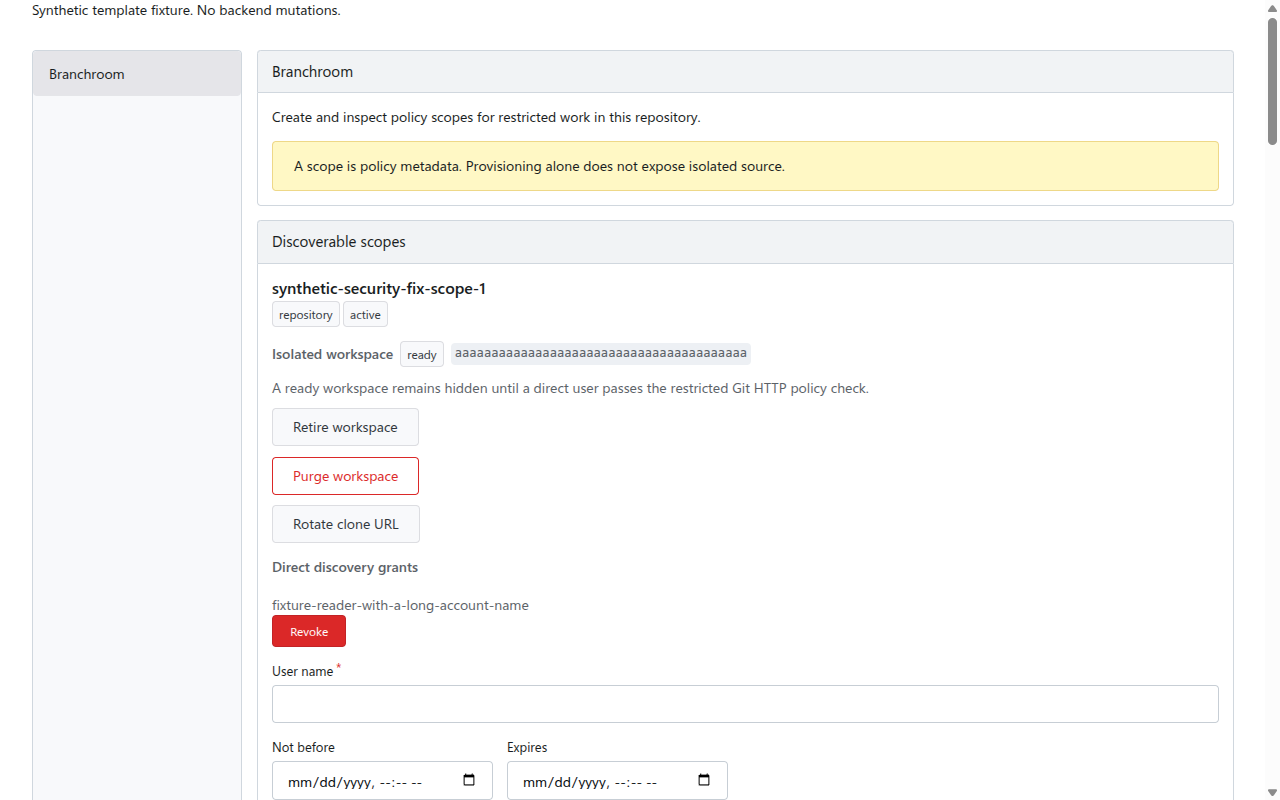 Synthetic template fixture. No backend mutations.
Branchroom
Branchroom
Create and inspect policy scopes for restricted work in this repository.
A scope is policy metadata. Provisioning alone does not expose isolated source.
Discoverable scopes
synthetic-security-fix-scope-1
repository active
Isolated workspace ready aaaaaaaaaaaaaaaaaaaaaaaaaaaaaaaaaaaaaaaa
A ready workspace remains hidden until a direct user passes the restricted Git HTTP policy check.
Retire workspace
Purge workspace
Rotate clone URL
Direct discovery grants
fixture-reader-with-a-long-account-name
Revoke
User name *
Not before Expires
mm/dd/yyyy, --:-- -- mm/dd/yyyy, --:-- --